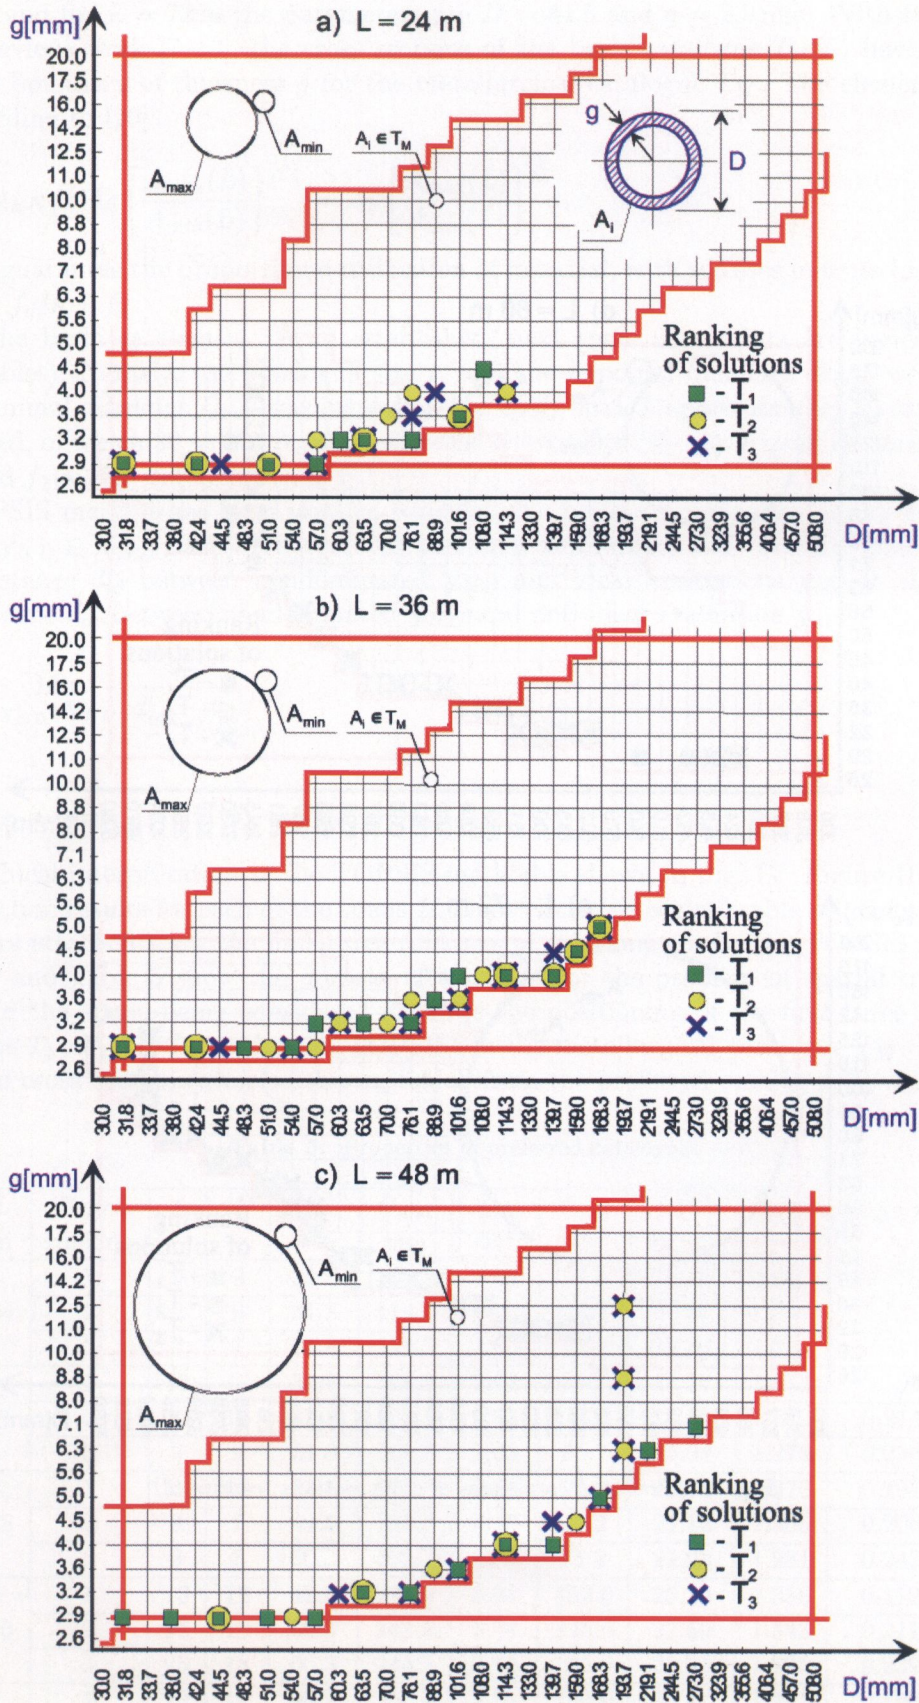 a) L = 24 m
g[mm]
20.0
17.5
16.0
14.2
12.5
11.0
10.0
8.8
8.0
7.1
6.3
5.6
5.0
4.5
4.0
3.6
3.2
2.9
2.6
A_min
A_max
A_i ∈ T_M
g
D
A_i
Ranking
of solutions
- T_1
- T_2
- T_3
30.0 31.8 33.7 38.0 42.4 44.5 48.3 51.0 54.0 57.0 60.3 63.5 70.0 76.1 88.9 101.6 108.0 114.3 133.0 139.7 159.0 168.3 193.7 219.1 244.5 273.0 323.9 355.6 406.4 457.0 508.0
D[mm]
b) L = 36 m
g[mm]
20.0
17.5
16.0
14.2
12.5
11.0
10.0
8.8
8.0
7.1
6.3
5.6
5.0
4.5
4.0
3.6
3.2
2.9
2.6
A_min
A_max
A_i ∈ T_M
Ranking
of solutions
- T_1
- T_2
- T_3
30.0 31.8 33.7 38.0 42.4 44.5 48.3 51.0 54.0 57.0 60.3 63.5 70.0 76.1 88.9 101.6 108.0 114.3 133.0 139.7 159.0 168.3 193.7 219.1 244.5 273.0 323.9 355.6 406.4 457.0 508.0
D[mm]
c) L = 48 m
g[mm]
20.0
17.5
16.0
14.2
12.5
11.0
10.0
8.8
8.0
7.1
6.3
5.6
5.0
4.5
4.0
3.6
3.2
2.9
2.6
A_min
A_max
A_i ∈ T_M
Ranking
of solutions
- T_1
- T_2
- T_3
30.0 31.8 33.7 38.0 42.4 44.5 48.3 51.0 54.0 57.0 60.3 63.5 70.0 76.1 88.9 101.6 108.0 114.3 133.0 139.7 159.0 168.3 193.7 219.1 244.5 273.0 323.9 355.6 406.4 457.0 508.0
D[mm]